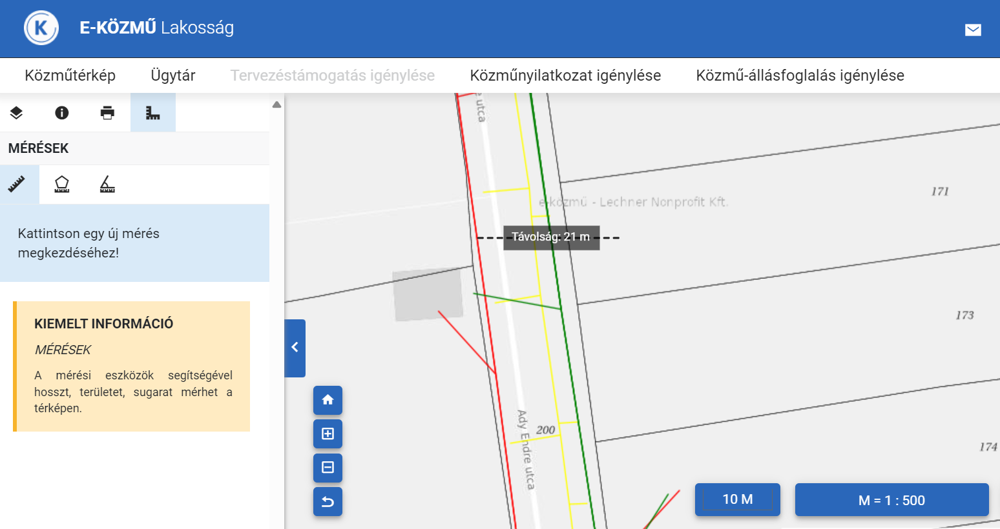 E-KÖZMŰ Lakosság
Közműtérkép Ügytár Tervezéstámogatás igénylése Közműnyilatkozat igénylése Közmű-állásfoglalás igénylése
MÉRÉSEK
Kattintson egy új mérés
megkezdéséhez!
KIEMELT INFORMÁCIÓ
MÉRÉSEK
A mérési eszközök segítségével
hosszt, területet, sugarat mérhet a
térképen.
e utca
171
e-közmű - Lechner Nonprofit Kft.
Távolság: 21 m
173
Ady Endre utca
200
174
10 M
M = 1 : 500